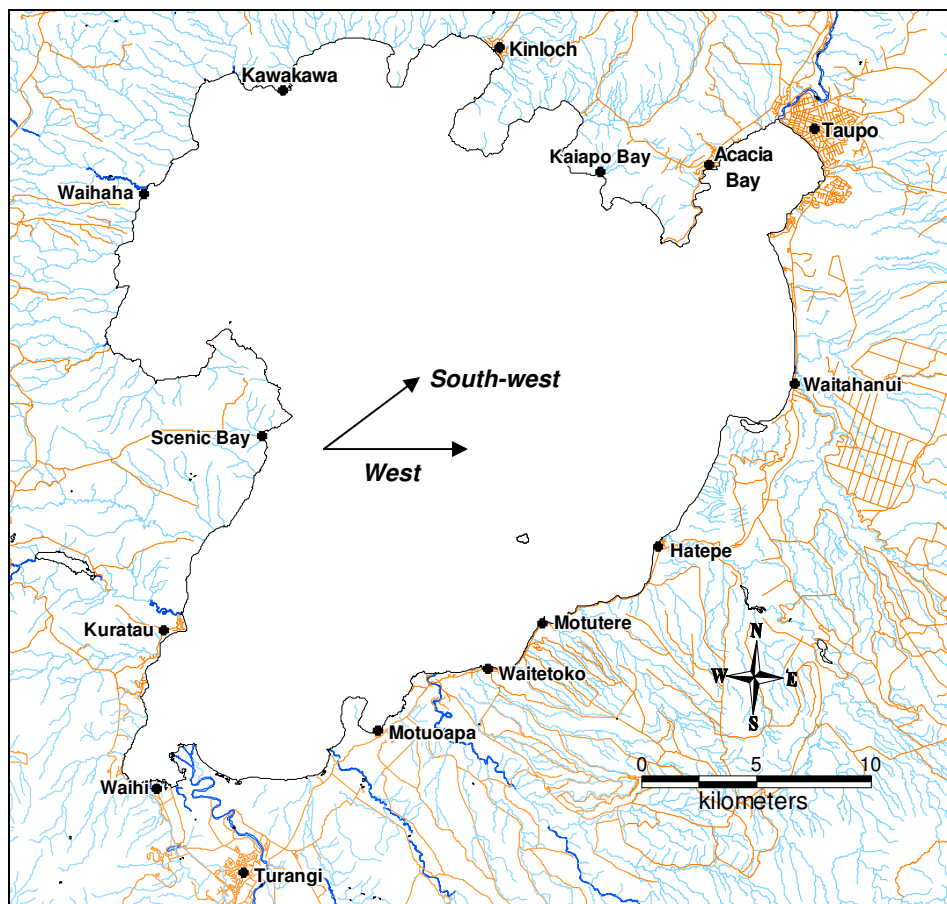 Kinloch
Kawakawa
Taupo
Kaiapo Bay
Acacia
Bay
Waihaha
South-west
Waitahanui
Scenic Bay
West
Hatepe
Kuratau
Motutere
N
Waitetoko
W
E
S
Motuoapa
0 5 10
kilometers
Waihi
Turangi